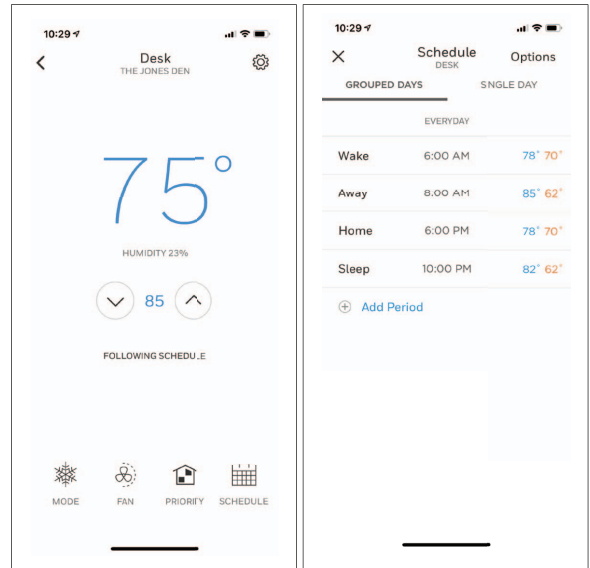 10:29
Desk
THE JONES DEN
75°
HUMIDITY 23%
85
FOLLOWING SCHEDULE
MODE FAN PRIORITY SCHEDULE
10:29
Schedule Options
DESK
GROUPED DAYS SNGLE DAY
EVERYDAY
Wake 6:00 AM 78° 70°
Away 8:00 AM 85° 62°
Home 6:00 PM 78° 70°
Sleep 10:00 PM 82° 62°
Add Period